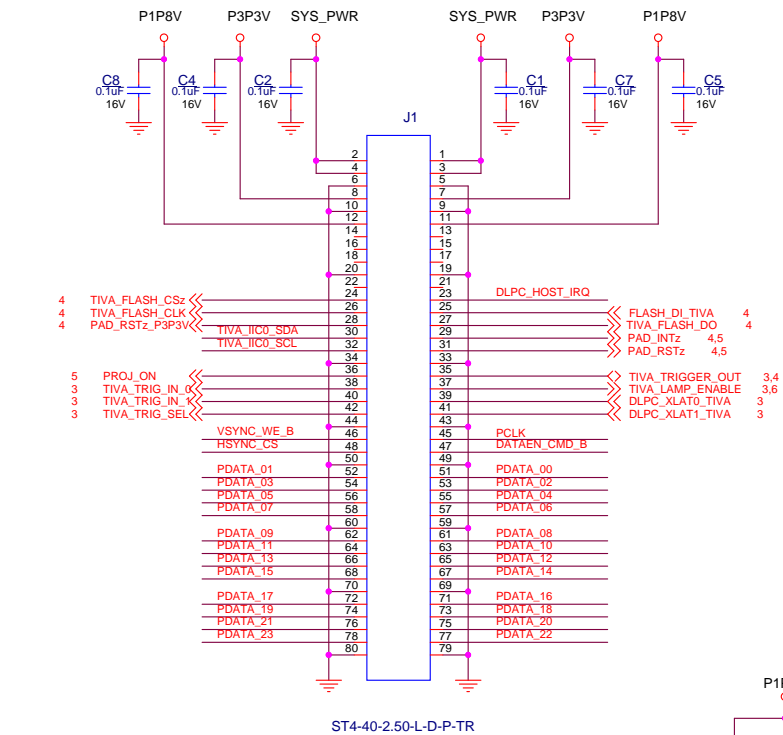 P1P8V P3P3V SYS_PWR SYS_PWR P3P3V P1P8V
C8 C4 C2 C1 C7 C5
0.1uF 0.1uF 0.1uF 0.1uF 0.1uF 0.1uF
16V 16V 16V 16V 16V 16V
J1
2 1
4 3
6 5
8 7
10 9
12 11
14 13
16 15
18 17
20 19
22 21
4 TIVA_FLASH_CSz 24 23 DLPC_HOST_IRQ
4 TIVA_FLASH_CLK 26 25 FLASH_DI_TIVA 4
4 PAD_RSTz_P3P3V 28 27 TIVA_FLASH_DO 4
TIVA_IIC0_SDA 30 29 PAD_INTz 4,5
TIVA_IIC0_SCL 32 31 PAD_RSTz 4,5
34 33
5 PROJ_ON 36 35 TIVA_TRIGGER_OUT 3,4
3 TIVA_TRIG_IN_0 38 37 TIVA_LAMP_ENABLE 3,6
3 TIVA_TRIG_IN_1 40 39 DLPC_XLAT0_TIVA 3
3 TIVA_TRIG_SEL 42 41 DLPC_XLAT1_TIVA 3
44 43
VSYNC_WE_B 46 45 PCLK
HSYNC_CS 48 47 DATAEN_CMD_B
50 49
PDATA_01 52 51 PDATA_00
PDATA_03 54 53 PDATA_02
PDATA_05 56 55 PDATA_04
PDATA_07 58 57 PDATA_06
60 59
PDATA_09 62 61 PDATA_08
PDATA_11 64 63 PDATA_10
PDATA_13 66 65 PDATA_12
PDATA_15 68 67 PDATA_14
70 69
PDATA_17 72 71 PDATA_16
PDATA_19 74 73 PDATA_18
PDATA_21 76 75 PDATA_20
PDATA_23 78 77 PDATA_22
80 79
ST4-40-2.50-L-D-P-TR